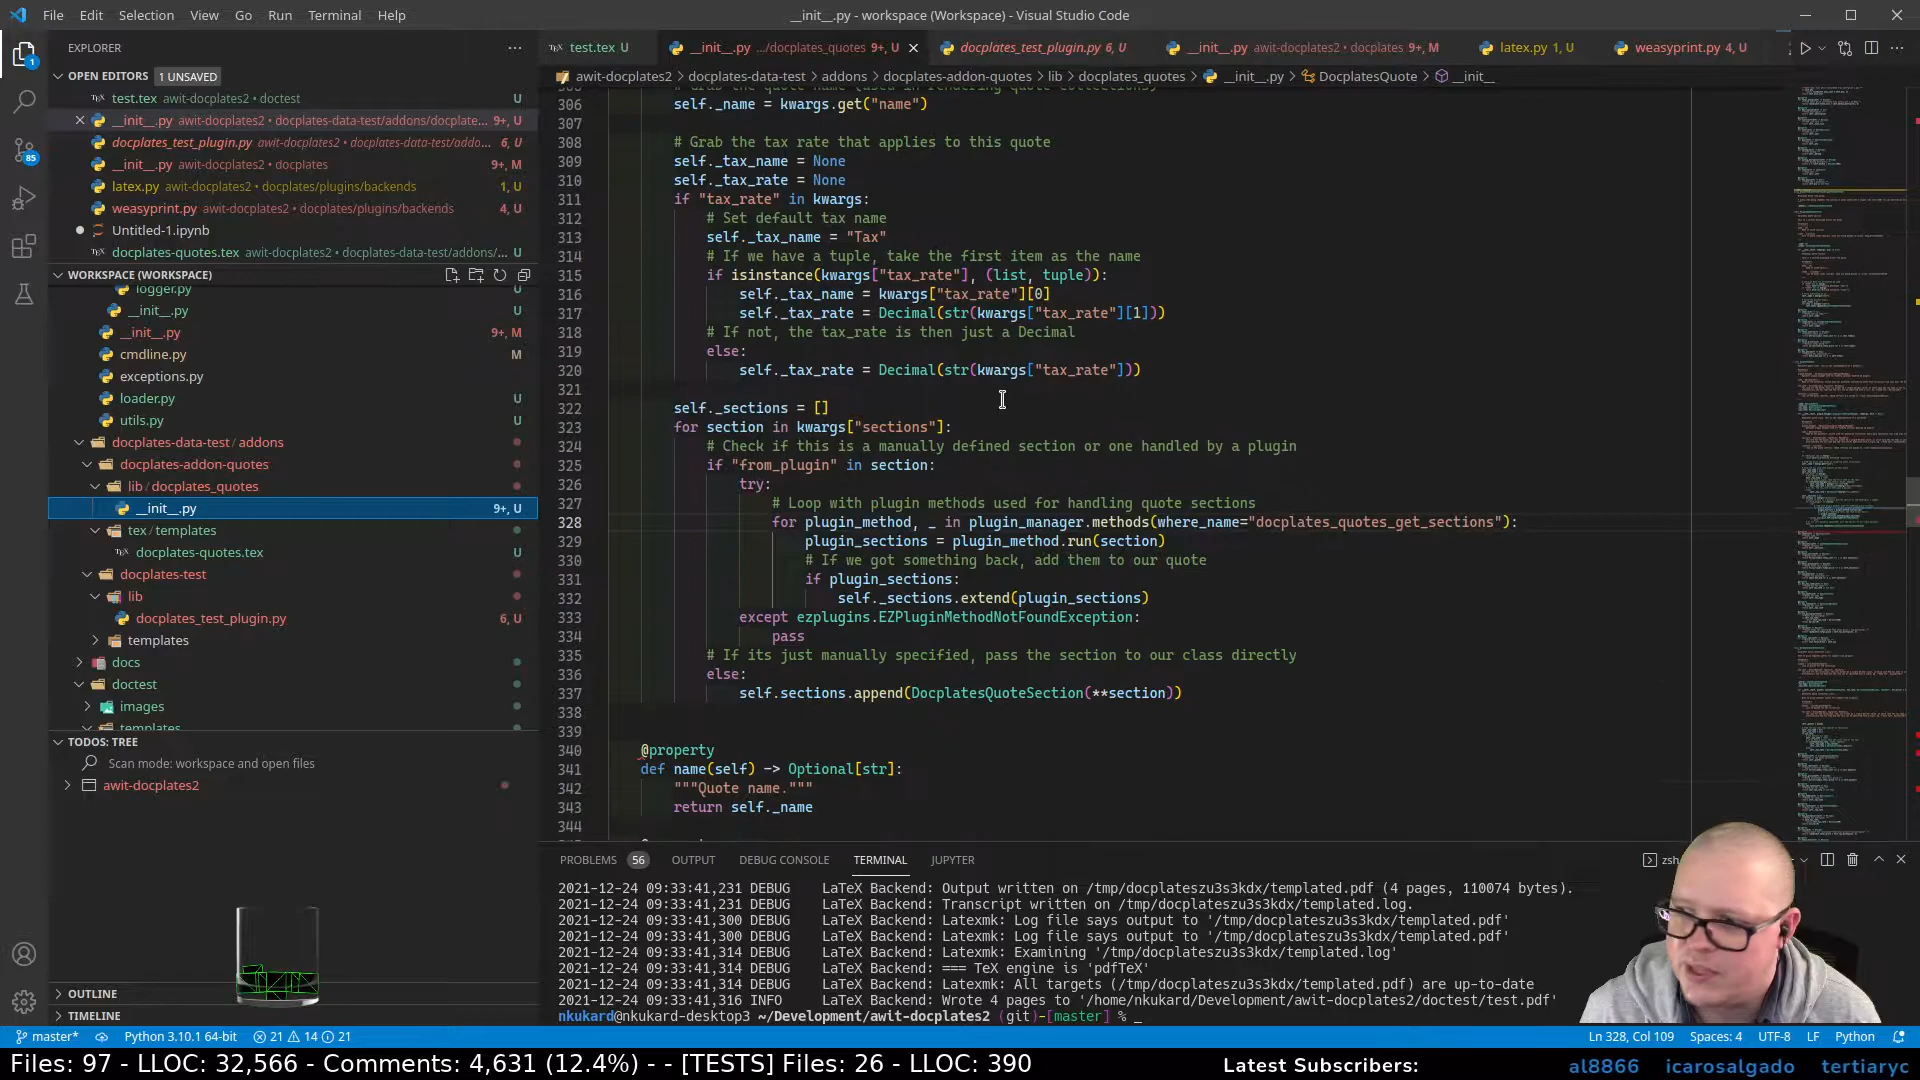 File Edit Selection View Go Run Terminal Help
__init__.py - workspace (Workspace) - Visual Studio Code
EXPLORER
OPEN EDITORS 1 UNSAVED
test.tex awit-docplates2 • doctest U
__init__.py awit-docplates2 • docplates-data-test/addons/docplate... 9+, U
docplates_test_plugin.py awit-docplates2 • docplates-data-test/addo... 6, U
__init__.py awit-docplates2 • docplates 9+, M
latex.py awit-docplates2 • docplates/plugins/backends 1, U
weasyprint.py awit-docplates2 • docplates/plugins/backends 4, U
Untitled-1.ipynb
docplates-quotes.tex awit-docplates2 • docplates-data-test/addons/... U
WORKSPACE (WORKSPACE)
logger.py U
__init__.py U
__init__.py 9+, M
cmdline.py M
exceptions.py
loader.py U
utils.py U
docplates-data-test / addons
docplates-addon-quotes
lib / docplates_quotes
__init__.py 9+, U
tex / templates
docplates-quotes.tex U
docplates-test
lib
docplates_test_plugin.py 6, U
templates
docs
doctest
images
templates
TODOS: TREE
Scan mode: workspace and open files
awit-docplates2
OUTLINE
TIMELINE
test.tex U __init__.py .../docplates_quotes 9+, U docplates_test_plugin.py 6, U __init__.py awit-docplates2 • docplates 9+, M latex.py 1, U weasyprint.py 4, U
awit-docplates2 > docplates-data-test > addons > docplates-addon-quotes > lib > docplates_quotes > __init__.py > DocplatesQuote > __init__
305 # Grab the quote name (used in rendering quote collections)
306 self._name = kwargs.get("name")
307
308 # Grab the tax rate that applies to this quote
309 self._tax_name = None
310 self._tax_rate = None
311 if "tax_rate" in kwargs:
312 # Set default tax name
313 self._tax_name = "Tax"
314 # If we have a tuple, take the first item as the name
315 if isinstance(kwargs["tax_rate"], (list, tuple)):
316 self._tax_name = kwargs["tax_rate"][0]
317 self._tax_rate = Decimal(str(kwargs["tax_rate"][1]))
318 # If not, the tax_rate is then just a Decimal
319 else:
320 self._tax_rate = Decimal(str(kwargs["tax_rate"]))
321
322 self._sections = []
323 for section in kwargs["sections"]:
324 # Check if this is a manually defined section or one handled by a plugin
325 if "from_plugin" in section:
326 try:
327 # Loop with plugin methods used for handling quote sections
328 for plugin_method, _ in plugin_manager.methods(where_name="docplates_quotes_get_sections"):
329 plugin_sections = plugin_method.run(section)
330 # If we got something back, add them to our quote
331 if plugin_sections:
332 self._sections.extend(plugin_sections)
333 except ezplugins.EZPluginMethodNotFoundException:
334 pass
335 # If its just manually specified, pass the section to our class directly
336 else:
337 self.sections.append(DocplatesQuoteSection(**section))
338
339
340 @property
341 def name(self) -> Optional[str]:
342 """Quote name."""
343 return self._name
344
PROBLEMS 56 OUTPUT DEBUG CONSOLE TERMINAL JUPYTER zsh
2021-12-24 09:33:41,231 DEBUG LaTeX Backend: Output written on /tmp/docplateszu3s3kdx/templated.pdf (4 pages, 110074 bytes).
2021-12-24 09:33:41,231 DEBUG LaTeX Backend: Transcript written on /tmp/docplateszu3s3kdx/templated.log.
2021-12-24 09:33:41,300 DEBUG LaTeX Backend: Latexmk: Log file says output to '/tmp/docplateszu3s3kdx/templated.pdf'
2021-12-24 09:33:41,300 DEBUG LaTeX Backend: Latexmk: Log file says output to '/tmp/docplateszu3s3kdx/templated.pdf'
2021-12-24 09:33:41,314 DEBUG LaTeX Backend: Latexmk: Examining '/tmp/docplateszu3s3kdx/templated.log'
2021-12-24 09:33:41,314 DEBUG LaTeX Backend: === TeX engine is 'pdfTeX'
2021-12-24 09:33:41,314 DEBUG LaTeX Backend: Latexmk: All targets (/tmp/docplateszu3s3kdx/templated.pdf) are up-to-date
2021-12-24 09:33:41,316 INFO LaTeX Backend: Wrote 4 pages to '/home/nkukard/Development/awit-docplates2/doctest/test.pdf'
nkukard@nkukard-desktop3 ~/Development/awit-docplates2 (git)-[master] % _
master* Python 3.10.1 64-bit 21 14 21 Ln 328, Col 109 Spaces: 4 UTF-8 LF Python
Files: 97 - LLOC: 32,566 - Comments: 4,631 (12.4%) - - [TESTS] Files: 26 - LLOC: 390
Latest Subscribers: al8866 icarosalgado tertiaryc